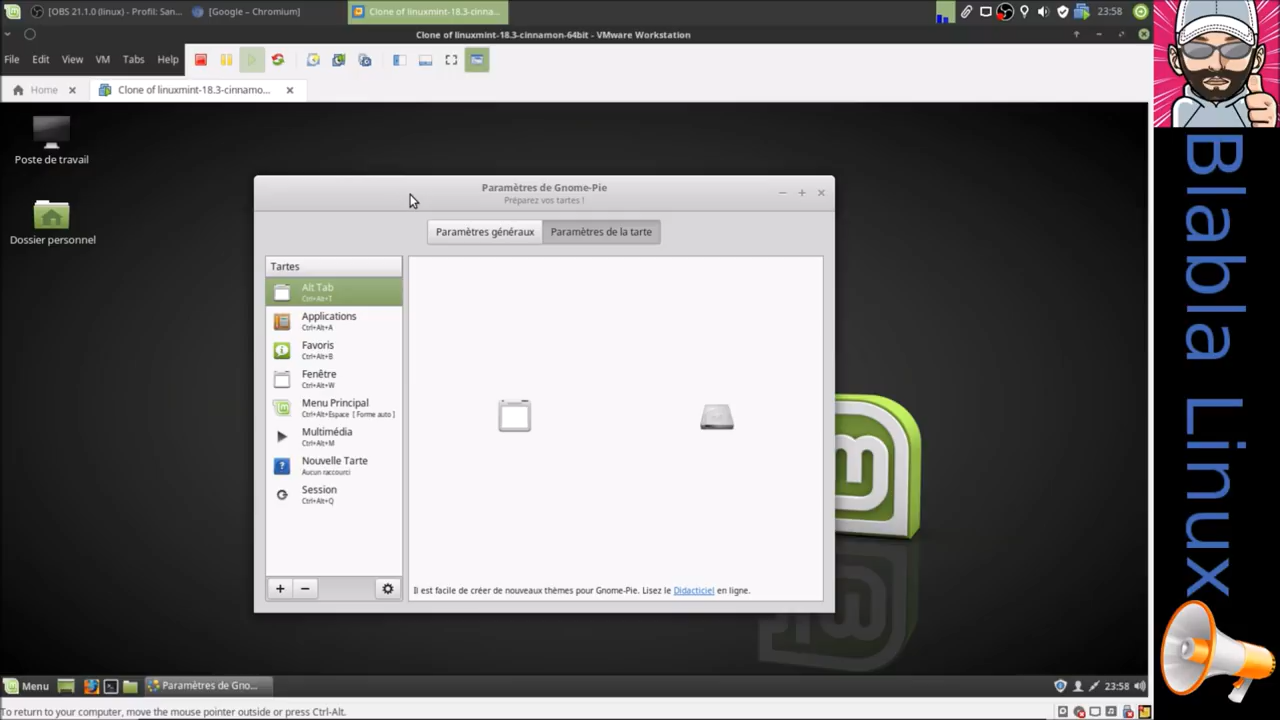 [OBS 21.1.0 (linux) - Profil: San...
[Google – Chromium]
Clone of linuxmint-18.3-cinna...
23:58
Clone of linuxmint-18.3-cinnamon-64bit - VMware Workstation
File Edit View VM Tabs Help
Home
Clone of linuxmint-18.3-cinnamo...
Poste de travail
Dossier personnel
Paramètres de Gnome-Pie
Préparez vos tartes !
Paramètres généraux
Paramètres de la tarte
Tartes
Alt Tab
Ctrl+Alt+T
Applications
Ctrl+Alt+A
Favoris
Ctrl+Alt+B
Fenêtre
Ctrl+Alt+W
Menu Principal
Ctrl+Alt+Espace [ Forme auto ]
Multimédia
Ctrl+Alt+M
Nouvelle Tarte
Aucun raccourci
Session
Ctrl+Alt+Q
Il est facile de créer de nouveaux thèmes pour Gnome-Pie. Lisez le Didacticiel en ligne.
Menu
Paramètres de Gno...
23:58
To return to your computer, move the mouse pointer outside or press Ctrl-Alt.
Blabla Linux